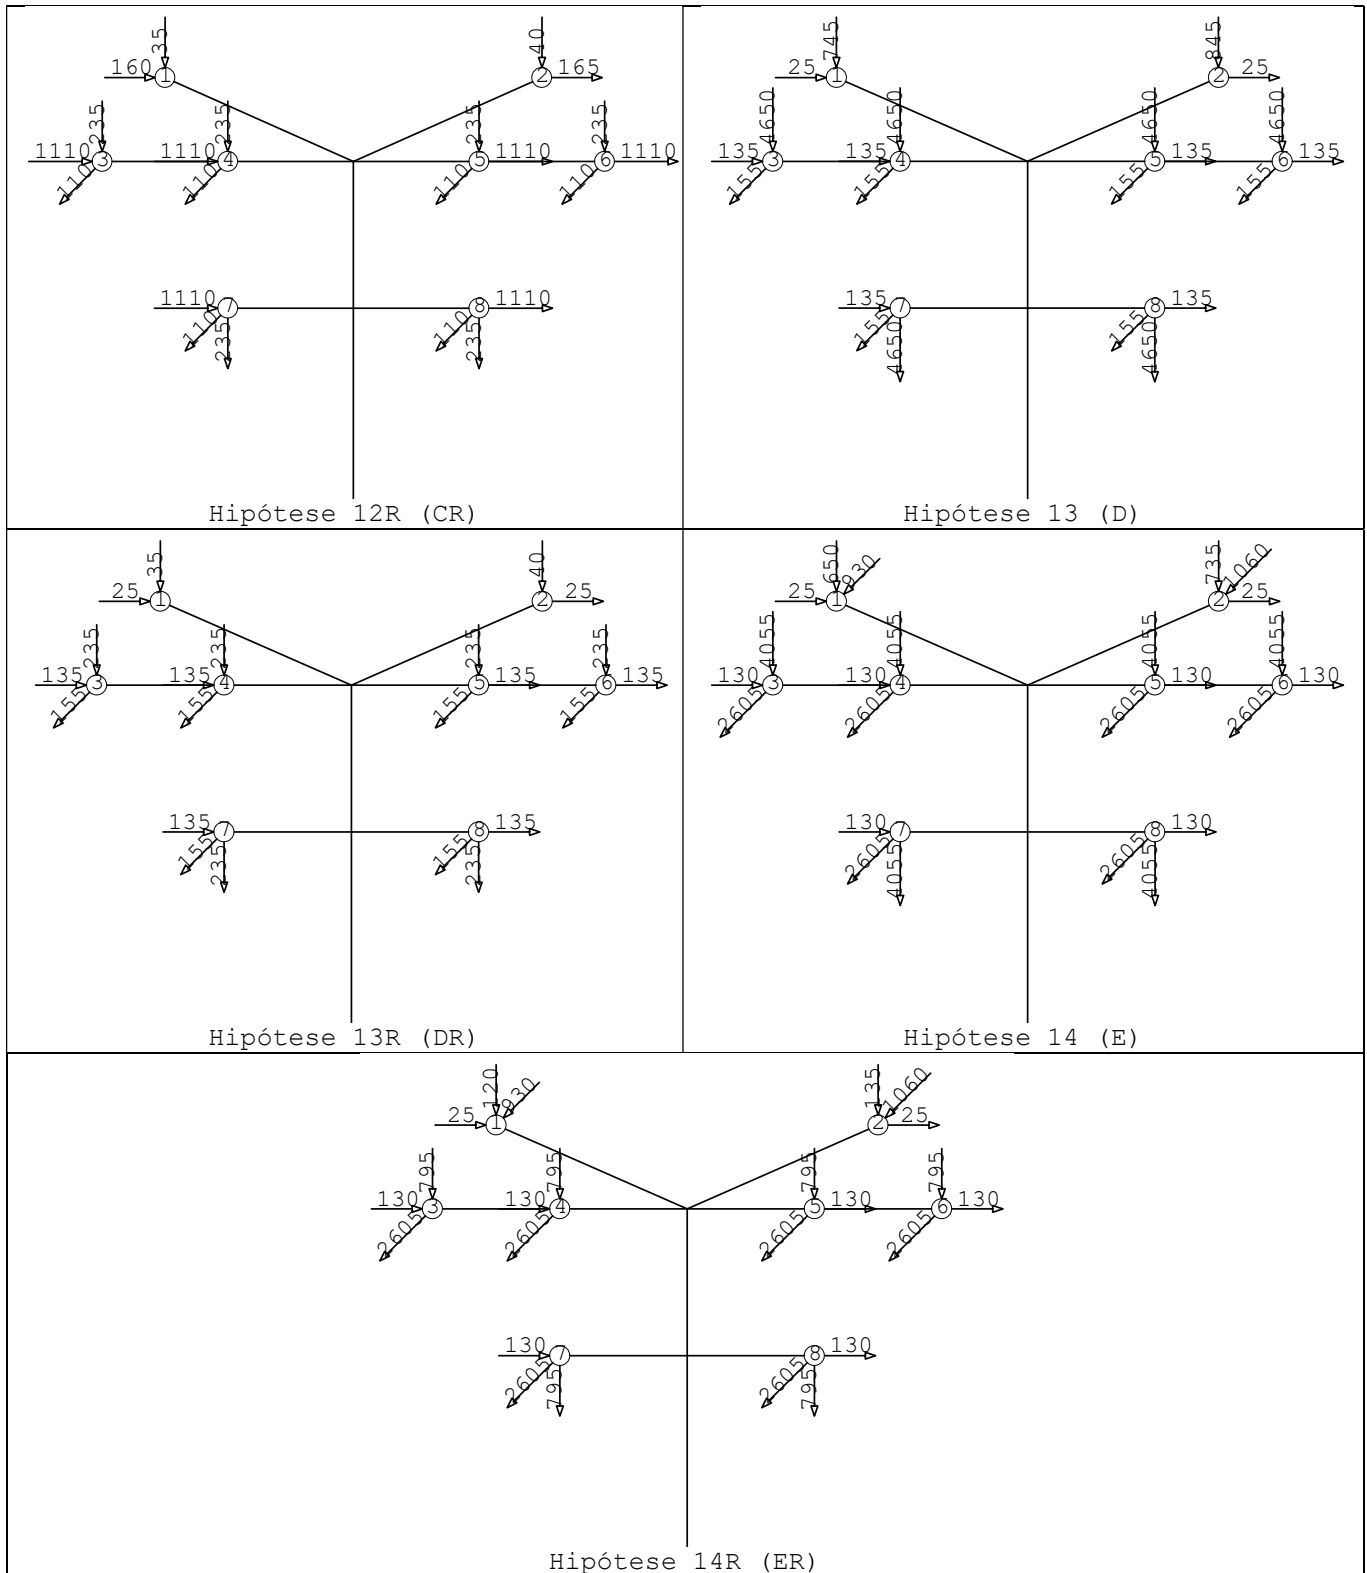 35 40
160 1 2 165
235 235 235 235
1110 3 1110 4 5 1110 6 1110
110 110 110 110
1110 7 8 1110
110 235 110 235
Hipótese 12R (CR)
745 845
25 1 2 25
4650 4650 4650 4650
135 3 135 4 5 135 6 135
155 155 155 155
135 7 8 135
155 4650 155 4650
Hipótese 13 (D)
35 40
25 1 2 25
235 235 235 235
135 3 135 4 5 135 6 135
155 155 155 155
135 7 8 135
155 235 155 235
Hipótese 13R (DR)
650 930 735 1060
25 1 2 25
4055 4055 4055 4055
130 3 130 4 5 130 6 130
2605 2605 2605 2605
130 7 8 130
2605 4055 2605 4055
Hipótese 14 (E)
120 930 135 1060
25 1 2 25
795 795 795 795
130 3 130 4 5 130 6 130
2605 2605 2605 2605
130 7 8 130
2605 795 2605 795
Hipótese 14R (ER)